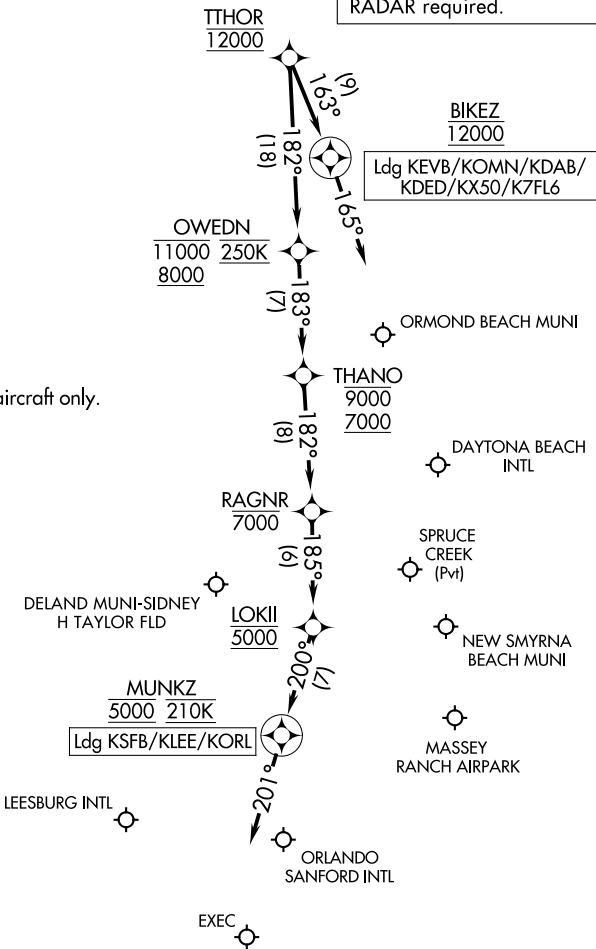 RADAR required.
TTHOR
12000
(9)
163°
182°
(18)
BIKEZ
12000
Ldg KEVB/KOMN/KDAB/
KDED/KX50/K7FL6
165°
OWEDN
11000 250K
8000
183°
(7)
ORMOND BEACH MUNI
aircraft only.
THANO
9000
7000
182°
(8)
DAYTONA BEACH
INTL
RAGNR
7000
185°
(6)
SPRUCE
CREEK
(Pvt)
DELAND MUNI-SIDNEY
H TAYLOR FLD
LOKII
5000
NEW SMYRNA
BEACH MUNI
200°
(7)
MUNKZ
5000 210K
Ldg KSFB/KLEE/KORL
MASSEY
RANCH AIRPARK
201°
LEESBURG INTL
ORLANDO
SANFORD INTL
EXEC